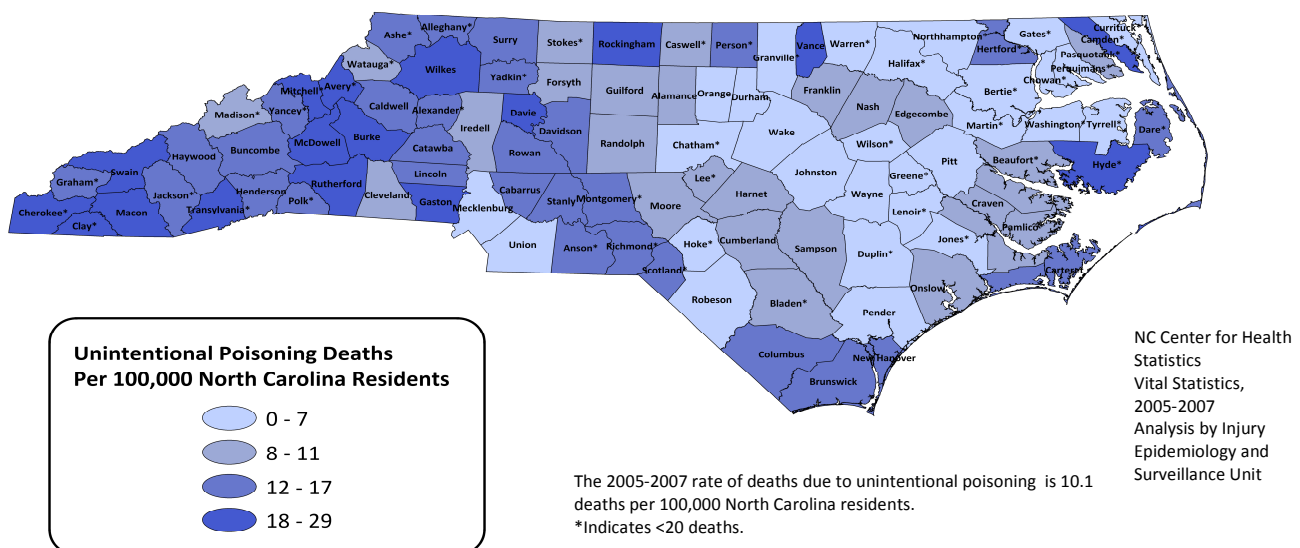 Alleghany*
Ashe*
Surry
Stokes*
Rockingham
Caswell*
Person*
Vance
Warren*
Northhampton*
Gates*
Currituck*
Camden*
Hertford*
Pasquotank*
Perquimans*
Chowan*
Granville*
Halifax*
Watauga*
Wilkes
Yadkin*
Forsyth
Guilford
Alamance
Orange
Durham
Franklin
Nash
Edgecombe
Bertie*
Mitchell*
Avery*
Yancey*
Caldwell
Alexander*
Madison*
Iredell
Davie
Davidson
Randolph
Chatham*
Wake
Wilson*
Martin*
Washington*
Tyrrell*
Dare*
Burke
McDowell
Buncombe
Haywood
Catawba
Rowan
Lincoln
Johnston
Pitt
Greene*
Beaufort*
Hyde*
Swain
Graham*
Jackson*
Henderson
Rutherford
Polk*
Cleveland
Gaston
Cabarrus
Stanly
Montgomery*
Moore
Lee*
Harnet
Wayne
Lenoir*
Craven
Pamlico*
Cherokee*
Macon
Clay*
Transylvania*
Mecklenburg
Union
Anson*
Richmond*
Scotland*
Hoke*
Cumberland
Sampson
Duplin*
Jones*
Onslow
Carteret
Robeson
Bladen*
Pender
Columbus
New Hanover
Brunswick
Unintentional Poisoning Deaths
Per 100,000 North Carolina Residents
0 - 7
8 - 11
12 - 17
18 - 29
The 2005-2007 rate of deaths due to unintentional poisoning is 10.1
deaths per 100,000 North Carolina residents.
*Indicates <20 deaths.
NC Center for Health
Statistics
Vital Statistics,
2005-2007
Analysis by Injury
Epidemiology and
Surveillance Unit